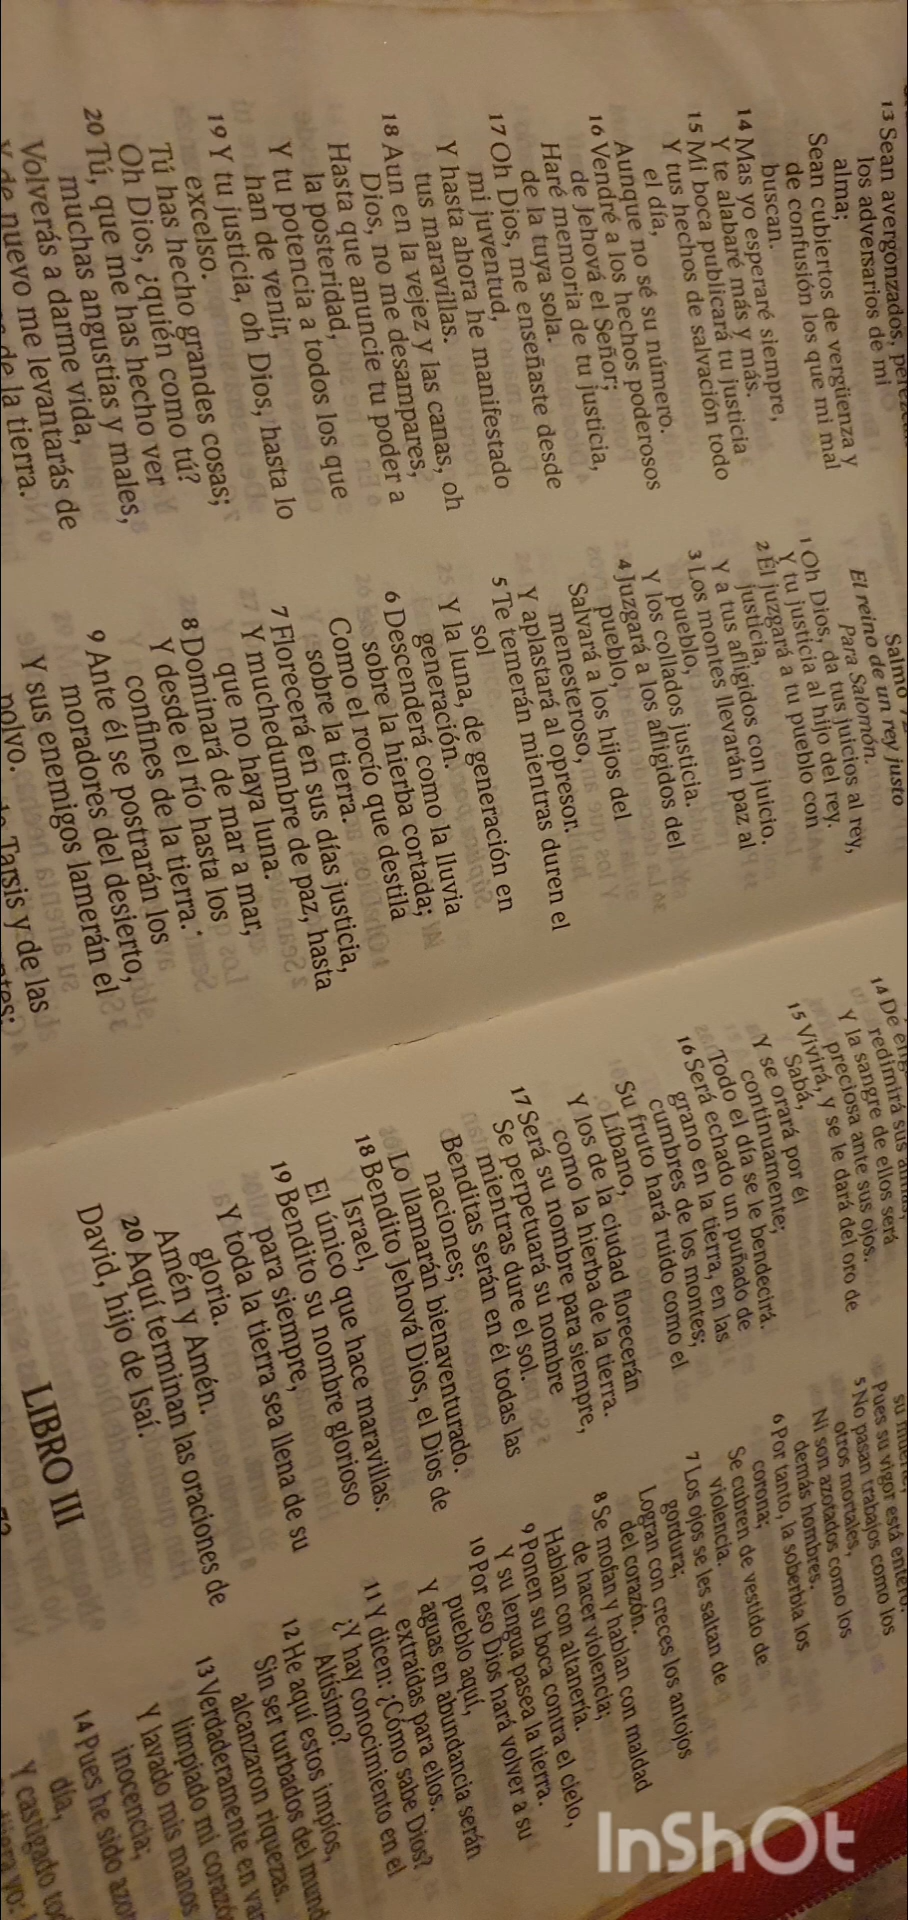 13 Sean avergonzados,
los adversarios de mi
alma;
Sean cubiertos de vergüenza y
de confusión los que mi mal
buscan.
14 Mas yo esperaré siempre,
Y te alabaré más y más.
15 Mi boca publicará tu justicia
Y tus hechos de salvación todo
el día,
Aunque no sé su número.
16 Vendré a los hechos poderosos
de Jehová el Señor;
Haré memoria de tu justicia,
de la tuya sola.
17 Oh Dios, me enseñaste desde
mi juventud,
Y hasta ahora he manifestado
tus maravillas.
18 Aun en la vejez y las canas, oh
Dios, no me desampares,
Hasta que anuncie tu poder a
la posteridad,
Y tu potencia a todos los que
han de venir,
19 Y tu justicia, oh Dios, hasta lo
excelso.
Tú has hecho grandes cosas;
Oh Dios, ¿quién como tú?
20 Tú, que me has hecho ver
muchas angustias y males,
Volverás a darme vida,
Y de nuevo me levantarás de
de la tierra.
Salmo
El reino de un rey justo
Para Salomón.
1 Oh Dios, da tus juicios al rey,
Y tu justicia al hijo del rey.
2 Él juzgará a tu pueblo con
justicia,
Y a tus afligidos con juicio.
3 Los montes llevarán paz al
pueblo,
Y los collados justicia.
4 Juzgará a los afligidos del
pueblo,
Salvará a los hijos del
menesteroso,
Y aplastará al opresor.
5 Te temerán mientras duren el
sol
Y la luna, de generación en
generación.
6 Descenderá como la lluvia
sobre la hierba cortada;
Como el rocío que destila
sobre la tierra.
7 Florecerá en sus días justicia,
Y muchedumbre de paz, hasta
que no haya luna.
8 Dominará de mar a mar,
Y desde el río hasta los
confines de la tierra.
9 Ante él se postrarán los
moradores del desierto,
Y sus enemigos lamerán el
polvo.
Tarsis y de las
14 De
redimirá sus
Y la sangre de ellos será
preciosa ante sus ojos.
15 Vivirá, y se le dará del oro de
Sabá,
Y se orará por él
continuamente;
Todo el día se le bendecirá.
16 Será echado un puñado de
grano en la tierra, en las
cumbres de los montes;
Su fruto hará ruido como el
Líbano,
Y los de la ciudad florecerán
como la hierba de la tierra.
17 Será su nombre para siempre,
Se perpetuará su nombre
mientras dure el sol.
Benditas serán en él todas las
naciones;
Lo llamarán bienaventurado.
18 Bendito Jehová Dios, el Dios de
Israel,
El único que hace maravillas.
19 Bendito su nombre glorioso
para siempre,
Y toda la tierra sea llena de su
gloria.
Amén y Amén.
20 Aquí terminan las oraciones de
David, hijo de Isaí.
LIBRO III
Pues su vigor está entero.
5 No pasan trabajos como los
otros mortales,
Ni son azotados como los
demás hombres.
6 Por tanto, la soberbia los
corona;
Se cubren de vestido de
violencia.
7 Los ojos se les saltan de
gordura;
Logran con creces los antojos
del corazón.
8 Se mofan y hablan con maldad
de hacer violencia;
Hablan con altanería.
9 Ponen su boca contra el cielo,
Y su lengua pasea la tierra.
10 Por eso Dios hará volver a su
pueblo aquí,
Y aguas en abundancia serán
extraídas para ellos.
11 Y dicen: ¿Cómo sabe Dios?
¿Y hay conocimiento en el
Altísimo?
12 He aquí estos impíos,
Sin ser turbados del
alcanzaron riquezas.
13 Verdaderamente en
limpiado mi
Y lavado mis manos
inocencia;
14 Pues he sido
día,
Y castigado
InShOt